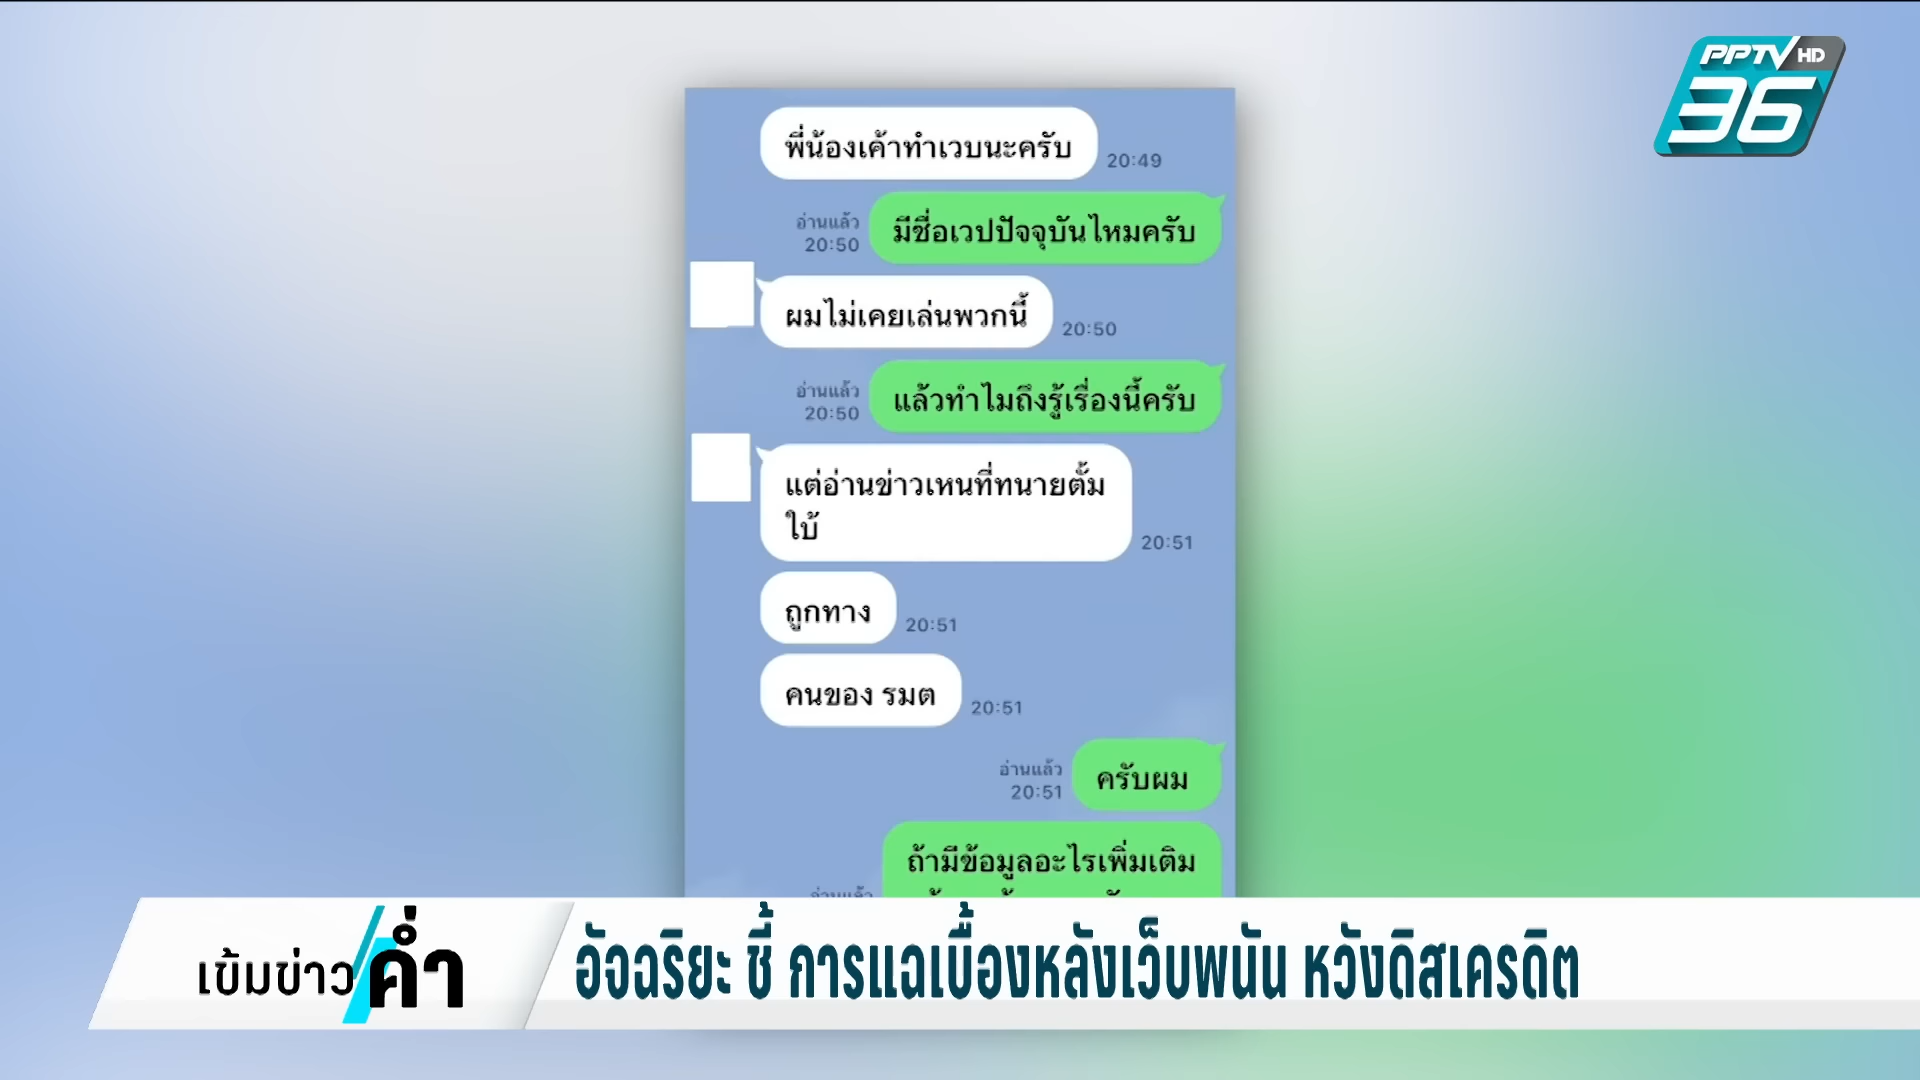 PPTV HD
36
พี่น้องเค้าทำเวบนะครับ
20:49
มีชื่อเวปปัจจุบันไหมครับ
อ่านแล้ว
20:50
ผมไม่เคยเล่นพวกนี้
20:50
แล้วทำไมถึงรู้เรื่องนี้ครับ
อ่านแล้ว
20:50
แต่อ่านข่าวเหนที่ทนายตั้ม
ใบ้
20:51
ถูกทาง
20:51
คนของ รมต
20:51
ครับผม
อ่านแล้ว
20:51
ถ้ามีข้อมูลอะไรเพิ่มเติม
เข้มข่าวค่ำ
อัจฉริยะ ชี้ การแฉเบื้องหลังเว็บพนัน หวังดิสเครดิต